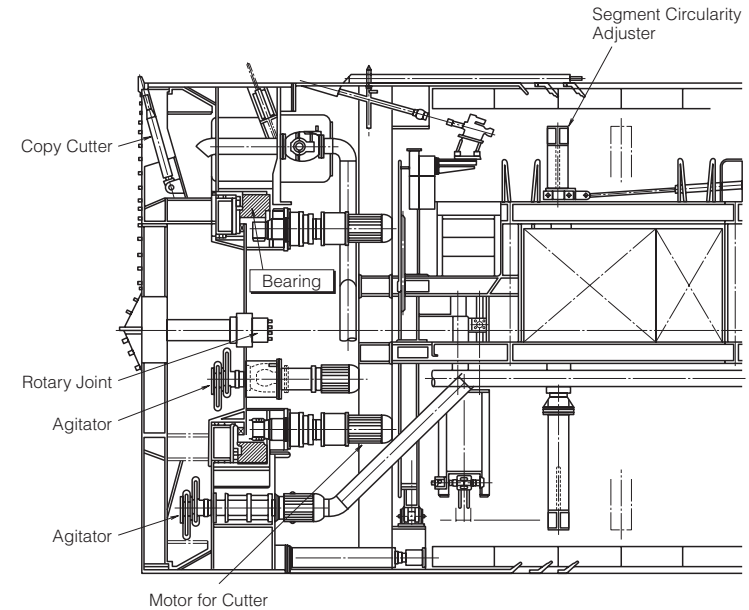 Segment Circularity
Adjuster
Copy Cutter
Bearing
Rotary Joint
Agitator
Agitator
Motor for Cutter